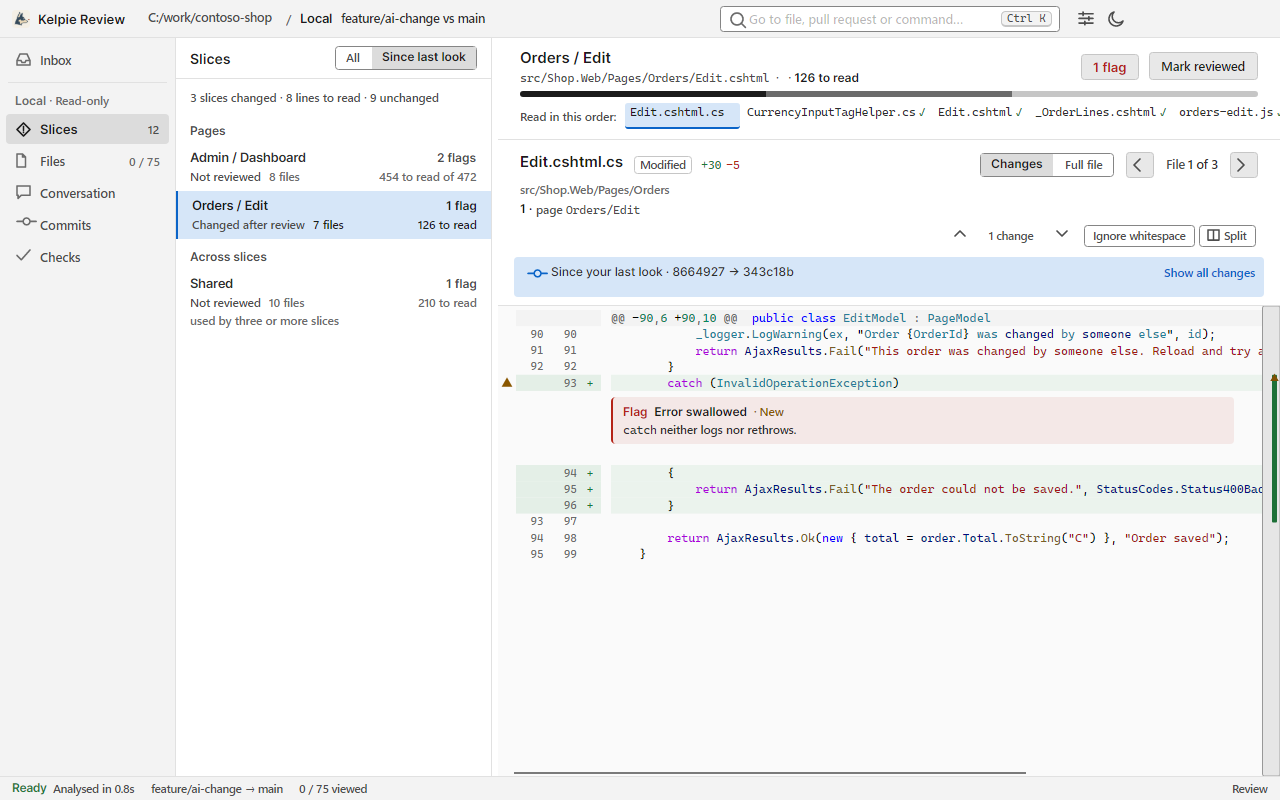 Kelpie Review C:/work/contoso-shop / Local feature/ai-change vs main Go to file, pull request or command... Ctrl K
Inbox
Local · Read-only
Slices 12
Files 0 / 75
Conversation
Commits
Checks
Slices All Since last look
3 slices changed · 8 lines to read · 9 unchanged
Pages
Admin / Dashboard 2 flags
Not reviewed 8 files 454 to read of 472
Orders / Edit 1 flag
Changed after review 7 files 126 to read
Across slices
Shared 1 flag
Not reviewed 10 files 210 to read
used by three or more slices
Orders / Edit
src/Shop.Web/Pages/Orders/Edit.cshtml · · 126 to read
1 flag Mark reviewed
Read in this order: Edit.cshtml.cs CurrencyInputTagHelper.cs ✓ Edit.cshtml ✓ _OrderLines.cshtml ✓ orders-edit.js
Edit.cshtml.cs Modified +30 −5 Changes Full file File 1 of 3
src/Shop.Web/Pages/Orders
1 · page Orders/Edit
1 change Ignore whitespace Split
Since your last look · 8664927 → 343c18b Show all changes
@@ −90,6 +90,10 @@ public class EditModel : PageModel
90 90 _logger.LogWarning(ex, "Order {OrderId} was changed by someone else", id);
91 91 return AjaxResults.Fail("This order was changed by someone else. Reload and try a
92 92 }
93 + catch (InvalidOperationException)
Flag Error swallowed · New
catch neither logs nor rethrows.
94 + {
95 + return AjaxResults.Fail("The order could not be saved.", StatusCodes.Status400Bad
96 + }
93 97
94 98 return AjaxResults.Ok(new { total = order.Total.ToString("C") }, "Order saved");
95 99 }
Ready Analysed in 0.8s feature/ai-change → main 0 / 75 viewed Review